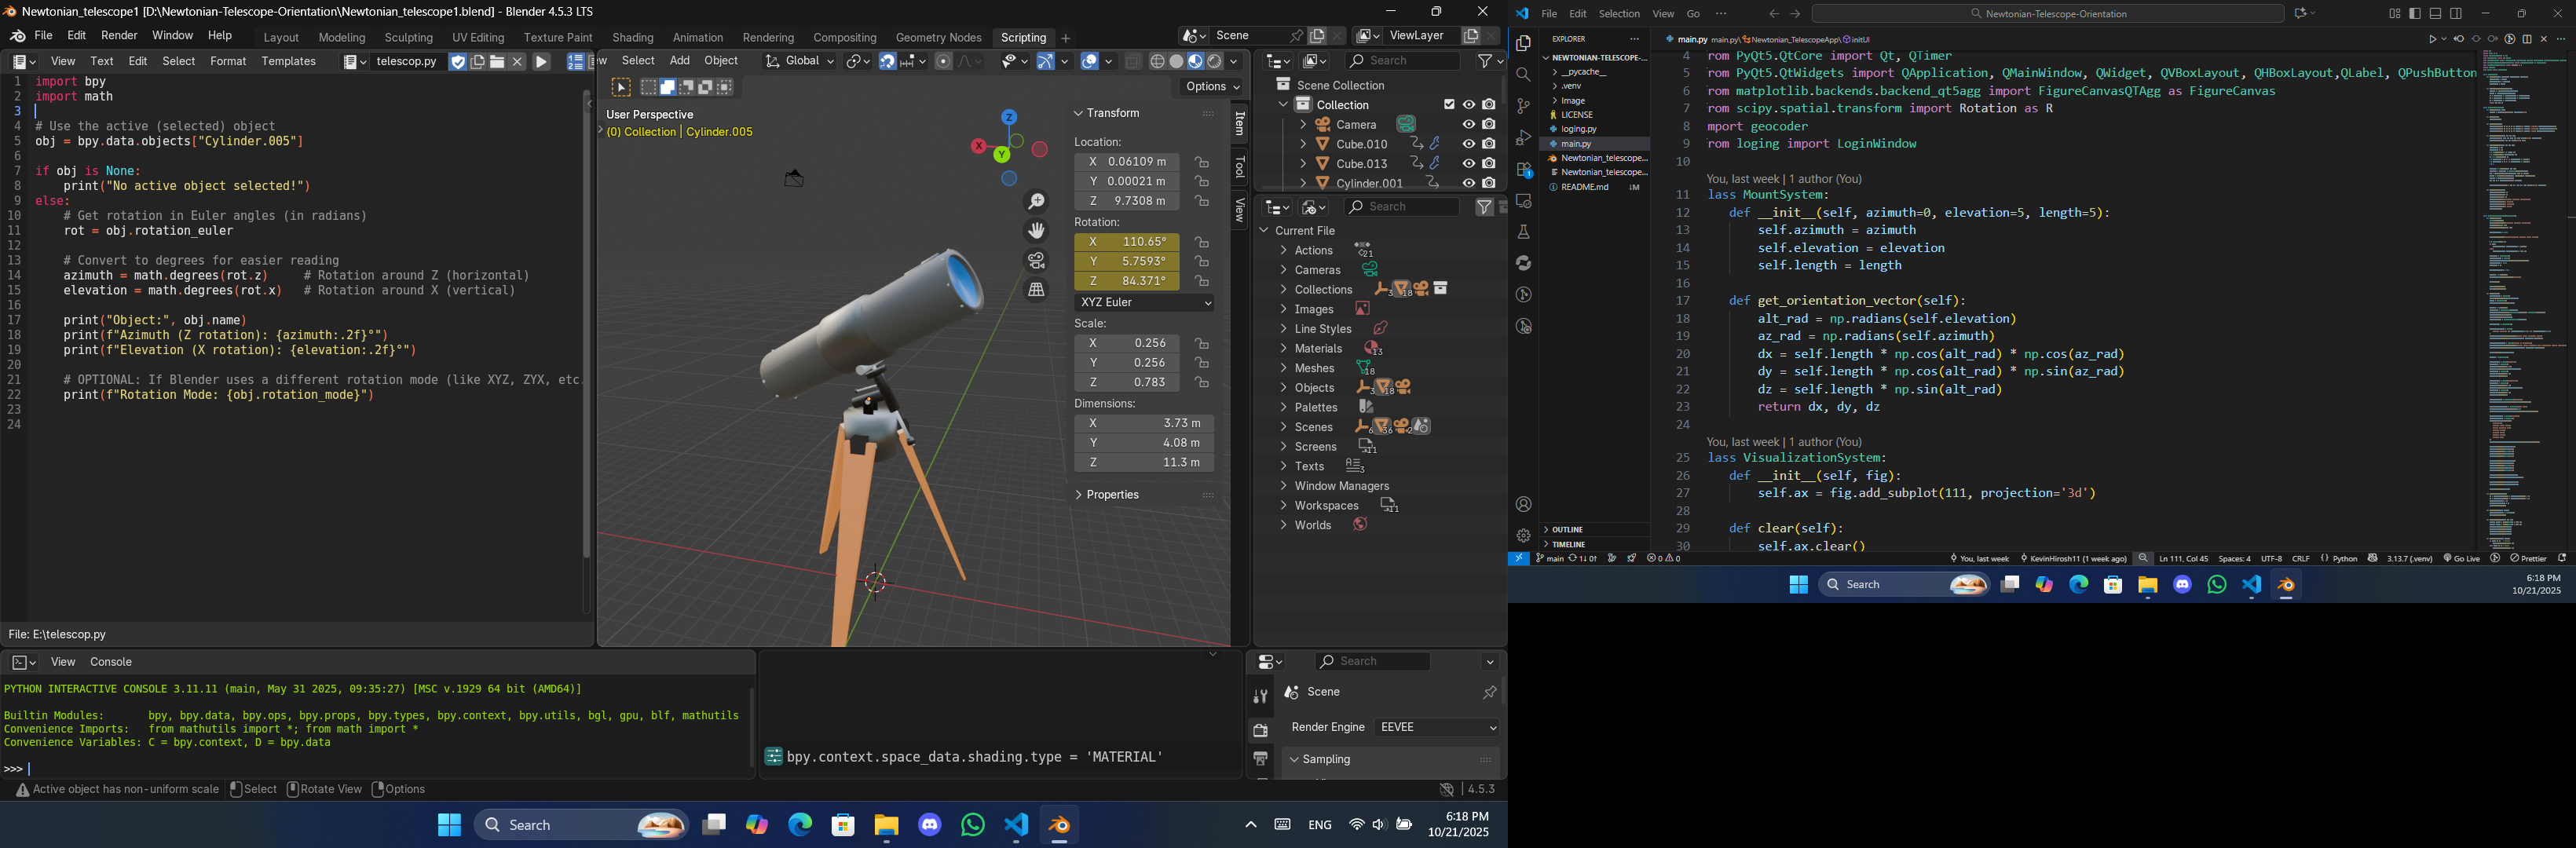 Newtonian_telescope1 [D:\Newtonian-Telescope-Orientation\Newtonian_telescope1.blend] - Blender 4.5.3 LTS
File Edit Render Window Help
Layout Modeling Sculpting UV Editing Texture Paint Shading Animation Rendering Compositing Geometry Nodes Scripting +
Scene
ViewLayer
View Text Edit Select Format Templates
telescop.py
1 import bpy
2 import math
3
4 # Use the active (selected) object
5 obj = bpy.data.objects["Cylinder.005"]
6
7 if obj is None:
8     print("No active object selected!")
9 else:
10     # Get rotation in Euler angles (in radians)
11     rot = obj.rotation_euler
12
13     # Convert to degrees for easier reading
14     azimuth = math.degrees(rot.z)     # Rotation around Z (horizontal)
15     elevation = math.degrees(rot.x)   # Rotation around X (vertical)
16
17     print("Object:", obj.name)
18     print(f"Azimuth (Z rotation): {azimuth:.2f}°")
19     print(f"Elevation (X rotation): {elevation:.2f}°")
20
21     # OPTIONAL: If Blender uses a different rotation mode (like XYZ, ZYX, etc.
22     print(f"Rotation Mode: {obj.rotation_mode}")
23
24
File: E:\telescop.py
w Select Add Object
Global
Options
User Perspective
(0) Collection | Cylinder.005
Z
X
Y
Transform
Location:
X 0.06109 m
Y 0.00021 m
Z 9.7308 m
Rotation:
X 110.65°
Y 5.7593°
Z 84.371°
XYZ Euler
Scale:
X 0.256
Y 0.256
Z 0.783
Dimensions:
X 3.73 m
Y 4.08 m
Z 11.3 m
Properties
Item
Tool
View
Search
Scene Collection
Collection
Camera
Cube.010
Cube.013
Cylinder.001
Search
Current File
Actions 21
Cameras
Collections 3 18
Images
Line Styles
Materials 13
Meshes 18
Objects 3 18
Palettes
Scenes 6 36 2
Screens 11
Texts 3
Window Managers
Workspaces 11
Worlds
View Console
PYTHON INTERACTIVE CONSOLE 3.11.11 (main, May 31 2025, 09:35:27) [MSC v.1929 64 bit (AMD64)]
Builtin Modules:       bpy, bpy.data, bpy.ops, bpy.props, bpy.types, bpy.context, bpy.utils, bgl, gpu, blf, mathutils
Convenience Imports:   from mathutils import *; from math import *
Convenience Variables: C = bpy.context, D = bpy.data
>>>
bpy.context.space_data.shading.type = 'MATERIAL'
Search
Scene
Render Engine EEVEE
Sampling
Active object has non-uniform scale Select Rotate View Options
4.5.3
Search
ENG
6:18 PM
10/21/2025
File Edit Selection View Go ···
Newtonian-Telescope-Orientation
EXPLORER
NEWTONIAN-TELESCOPE-...
__pycache__
.venv
Image
LICENSE
loging.py
main.py
Newtonian_telescope...
Newtonian_telescope...
README.md M
OUTLINE
TIMELINE
main.py main.py\Newtonian_TelescopeApp\initUI
4 rom PyQt5.QtCore import Qt, QTimer
5 rom PyQt5.QtWidgets import QApplication, QMainWindow, QWidget, QVBoxLayout, QHBoxLayout,QLabel, QPushButton
6 rom matplotlib.backends.backend_qt5agg import FigureCanvasQTAgg as FigureCanvas
7 rom scipy.spatial.transform import Rotation as R
8 mport geocoder
9 rom loging import LoginWindow
10
You, last week | 1 author (You)
11 lass MountSystem:
12    def __init__(self, azimuth=0, elevation=5, length=5):
13        self.azimuth = azimuth
14        self.elevation = elevation
15        self.length = length
16
17    def get_orientation_vector(self):
18        alt_rad = np.radians(self.elevation)
19        az_rad = np.radians(self.azimuth)
20        dx = self.length * np.cos(alt_rad) * np.cos(az_rad)
21        dy = self.length * np.cos(alt_rad) * np.sin(az_rad)
22        dz = self.length * np.sin(alt_rad)
23        return dx, dy, dz
24
You, last week | 1 author (You)
25 lass VisualizationSystem:
26    def __init__(self, fig):
27        self.ax = fig.add_subplot(111, projection='3d')
28
29    def clear(self):
30        self.ax.clear()
main 1↓ 0↑ 0 0 You, last week KevinHirosh11 (1 week ago) Ln 111, Col 45 Spaces: 4 UTF-8 CRLF Python 3.13.7 (.venv) Go Live Prettier
Search
6:18 PM
10/21/2025